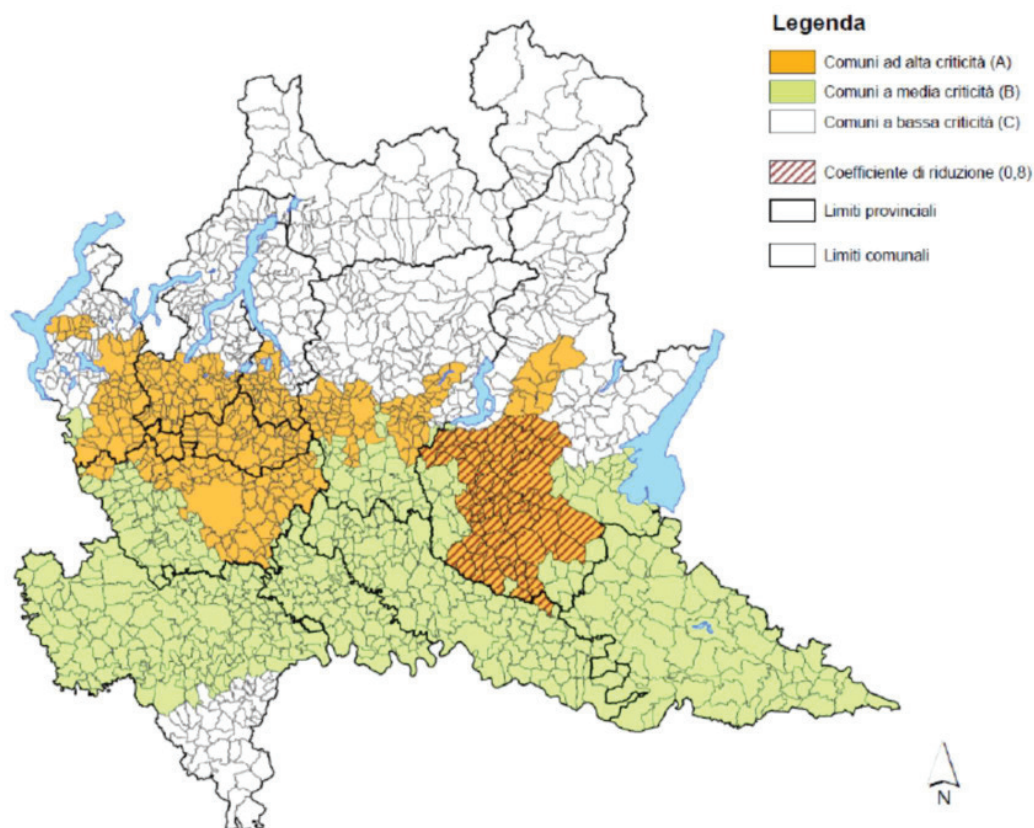 Legenda
Comuni ad alta criticità (A)
Comuni a media criticità (B)
Comuni a bassa criticità (C)
Coefficiente di riduzione (0,8)
Limiti provinciali
Limiti comunali
N